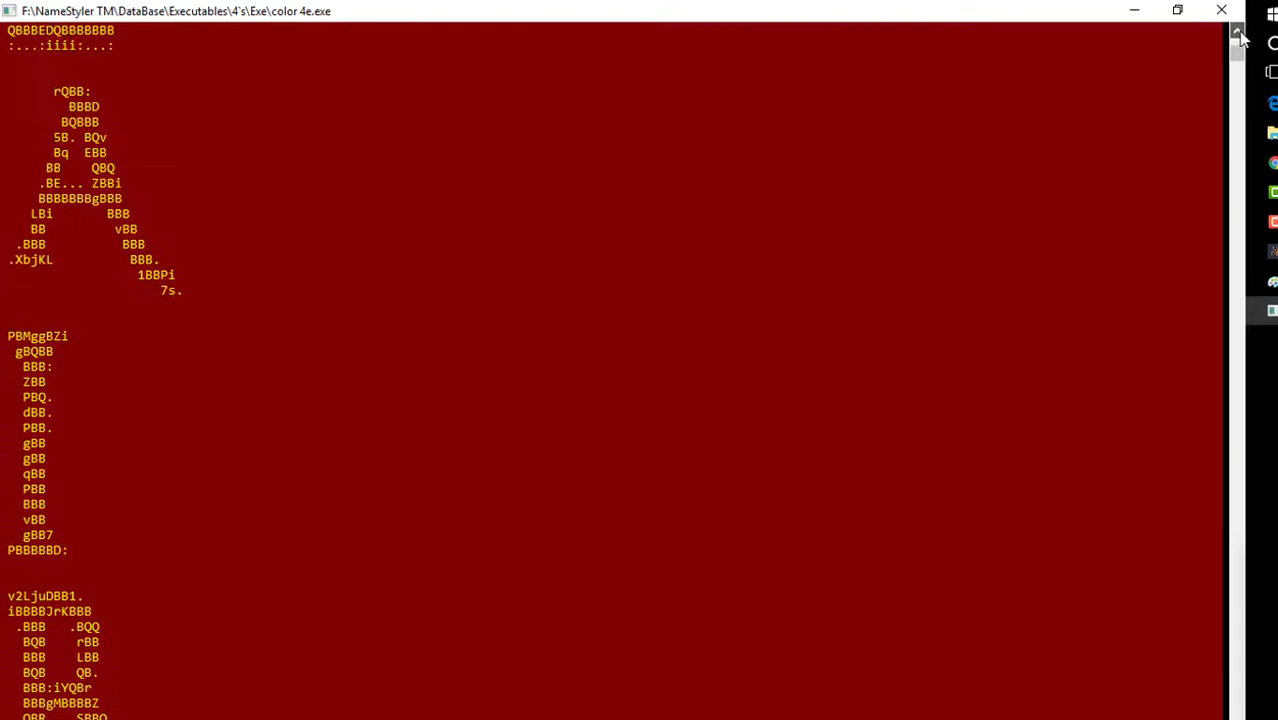 F:\NameStyler TM\DataBase\Executables\4`s\Exe\color 4e.exe
QBBBEDQBBBBBBB
:...:iiii:...:
rQBB:
BBBD
BQBBB
5B. BQv
Bq  EBB
BB    QBQ
.BE... ZBBi
BBBBBBBgBBB
LBi       BBB
BB         vBB
.BBB          BBB
.XbjKL          BBB.
1BBPi
7s.
PBMggBZi
gBQBB
BBB:
ZBB
PBQ.
dBB.
PBB.
gBB
gBB
qBB
PBB
BBB
vBB
gBB7
PBBBBBD:
v2LjuDBB1.
iBBBBJrKBBB
.BBB   .BQQ
BQB    rBB
BBB    LBB
BQB    QB.
BBB:iYQBr
BBBgMBBBBZ
QBB    SBBQ